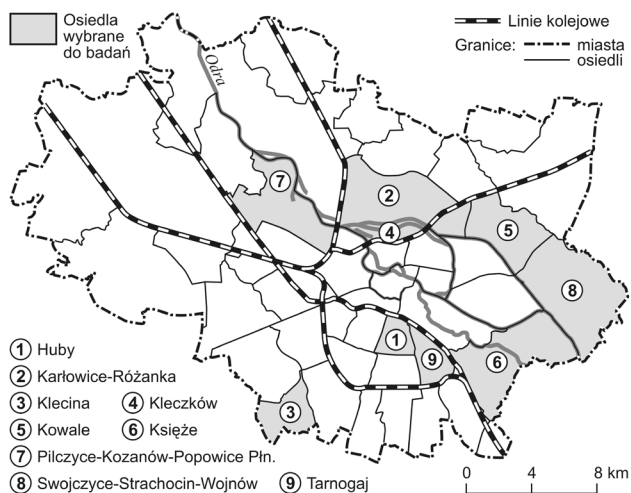 Osiedla
wybrane
do badań
Linie kolejowe
Granice: miasta
osiedli
Odra
7
2
4
5
8
1
9
6
3
1 Huby
2 Karłowice-Różanka
3 Klecina 4 Kleczków
5 Kowale 6 Księże
7 Pilczyce-Kozanów-Popowice Płn.
8 Swojczyce-Strachocin-Wojnów 9 Tarnogaj
0 4 8 km